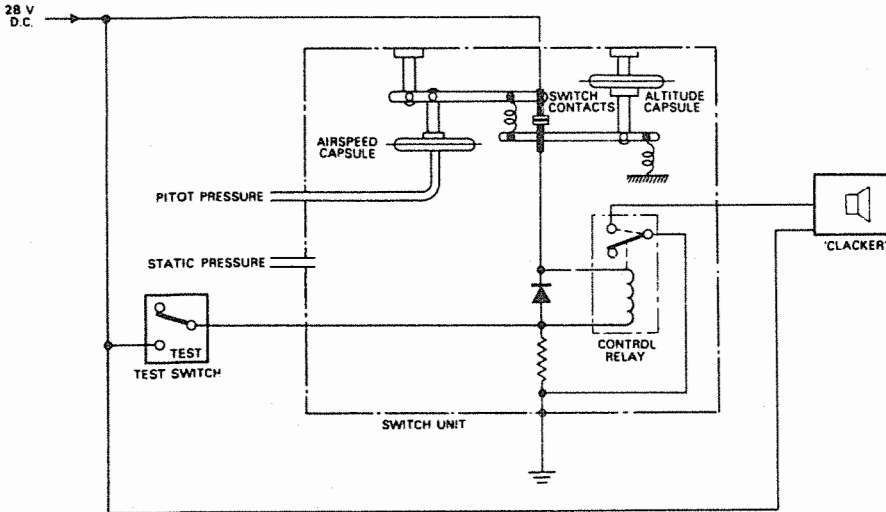 28 V
D.C.
SWITCH
CONTACTS
ALTITUDE
CAPSULE
AIRSPEED
CAPSULE
PITOT PRESSURE
STATIC PRESSURE
'CLACKER'
TEST
TEST SWITCH
CONTROL
RELAY
SWITCH UNIT